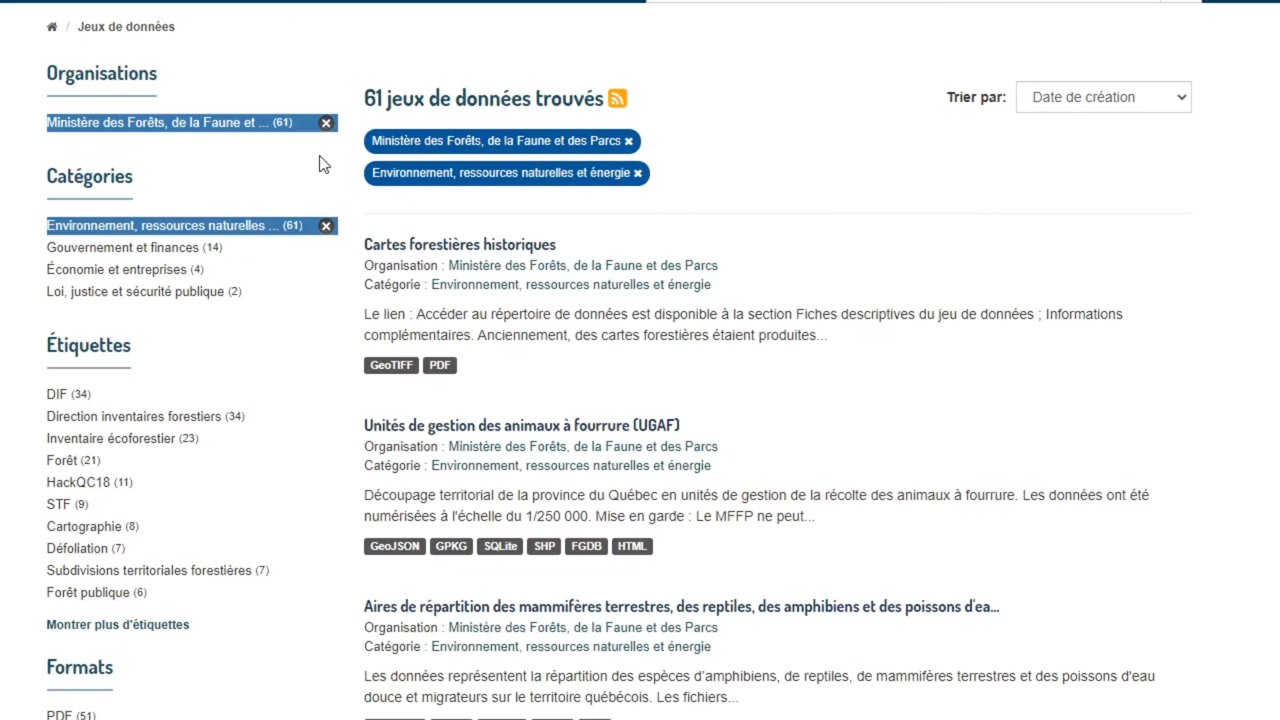 Jeux de données
Organisations
Ministère des Forêts, de la Faune et ... (61)
Catégories
Environnement, ressources naturelles ... (61)
Gouvernement et finances (14)
Économie et entreprises (4)
Loi, justice et sécurité publique (2)
Étiquettes
DIF (34)
Direction inventaires forestiers (34)
Inventaire écoforestier (23)
Forêt (21)
HackQC18 (11)
STF (9)
Cartographie (8)
Défoliation (7)
Subdivisions territoriales forestières (7)
Forêt publique (6)
Montrer plus d'étiquettes
Formats
PDF (51)
61 jeux de données trouvés
Trier par: Date de création
Ministère des Forêts, de la Faune et des Parcs
Environnement, ressources naturelles et énergie
Cartes forestières historiques
Organisation : Ministère des Forêts, de la Faune et des Parcs
Catégorie : Environnement, ressources naturelles et énergie
Le lien : Accéder au répertoire de données est disponible à la section Fiches descriptives du jeu de données ; Informations
complémentaires. Anciennement, des cartes forestières étaient produites...
GeoTIFF PDF
Unités de gestion des animaux à fourrure (UGAF)
Organisation : Ministère des Forêts, de la Faune et des Parcs
Catégorie : Environnement, ressources naturelles et énergie
Découpage territorial de la province du Québec en unités de gestion de la récolte des animaux à fourrure. Les données ont été
numérisées à l'échelle du 1/250 000. Mise en garde : Le MFFP ne peut...
GeoJSON GPKG SQLite SHP FGDB HTML
Aires de répartition des mammifères terrestres, des reptiles, des amphibiens et des poissons d'ea...
Organisation : Ministère des Forêts, de la Faune et des Parcs
Catégorie : Environnement, ressources naturelles et énergie
Les données représentent la répartition des espèces d'amphibiens, de reptiles, de mammifères terrestres et des poissons d'eau
douce et migrateurs sur le territoire québécois. Les fichiers...